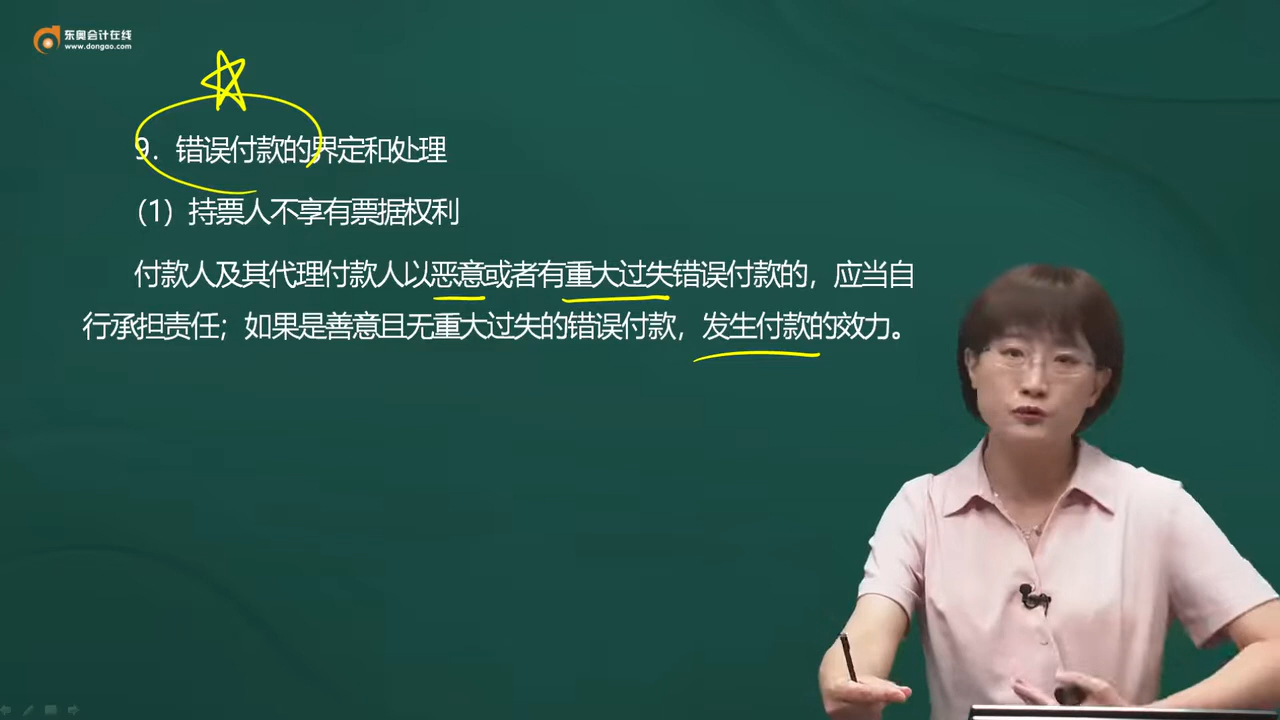 东奥会计在线
www.dongao.com
9．错误付款的界定和处理
（1）持票人不享有票据权利
付款人及其代理付款人以恶意或者有重大过失错误付款的，应当自
行承担责任；如果是善意且无重大过失的错误付款，发生付款的效力。